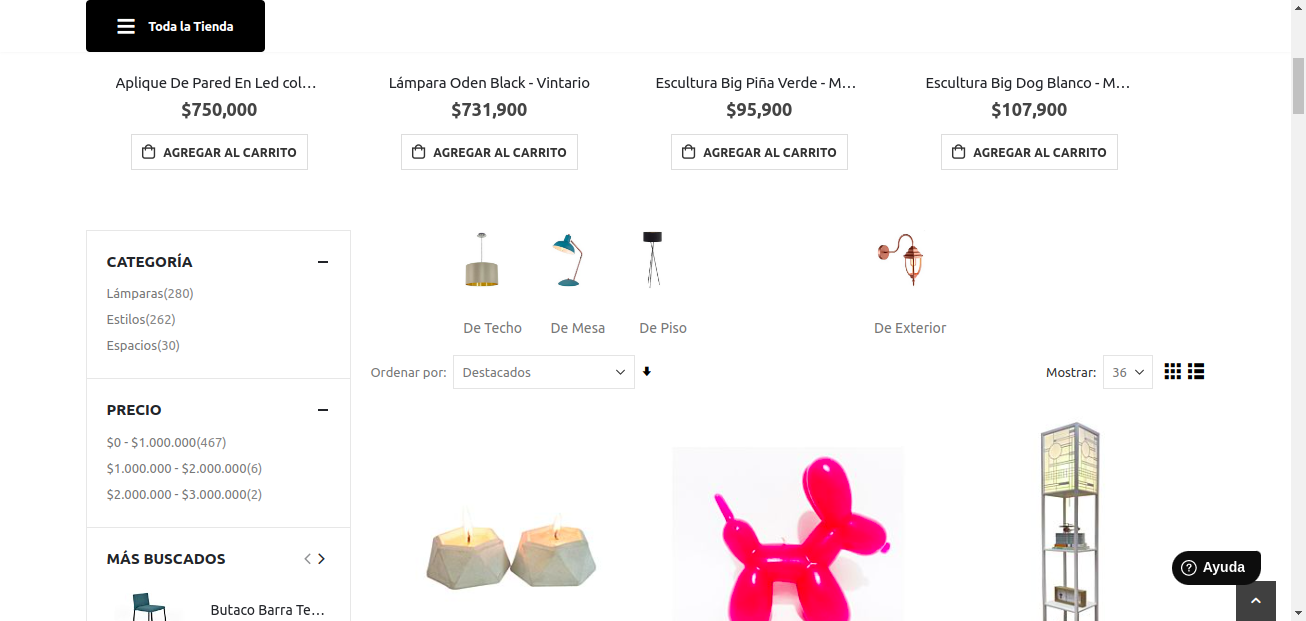 Toda la Tienda
Aplique De Pared En Led col...
$750,000
AGREGAR AL CARRITO
Lámpara Oden Black - Vintario
$731,900
AGREGAR AL CARRITO
Escultura Big Piña Verde - M...
$95,900
AGREGAR AL CARRITO
Escultura Big Dog Blanco - M...
$107,900
AGREGAR AL CARRITO
CATEGORÍA
Lámparas(280)
Estilos(262)
Espacios(30)
PRECIO
$0 - $1.000.000(467)
$1.000.000 - $2.000.000(6)
$2.000.000 - $3.000.000(2)
MÁS BUSCADOS
Butaco Barra Te...
De Techo
De Mesa
De Piso
De Exterior
Ordenar por:
Destacados
Mostrar:
36
Ayuda